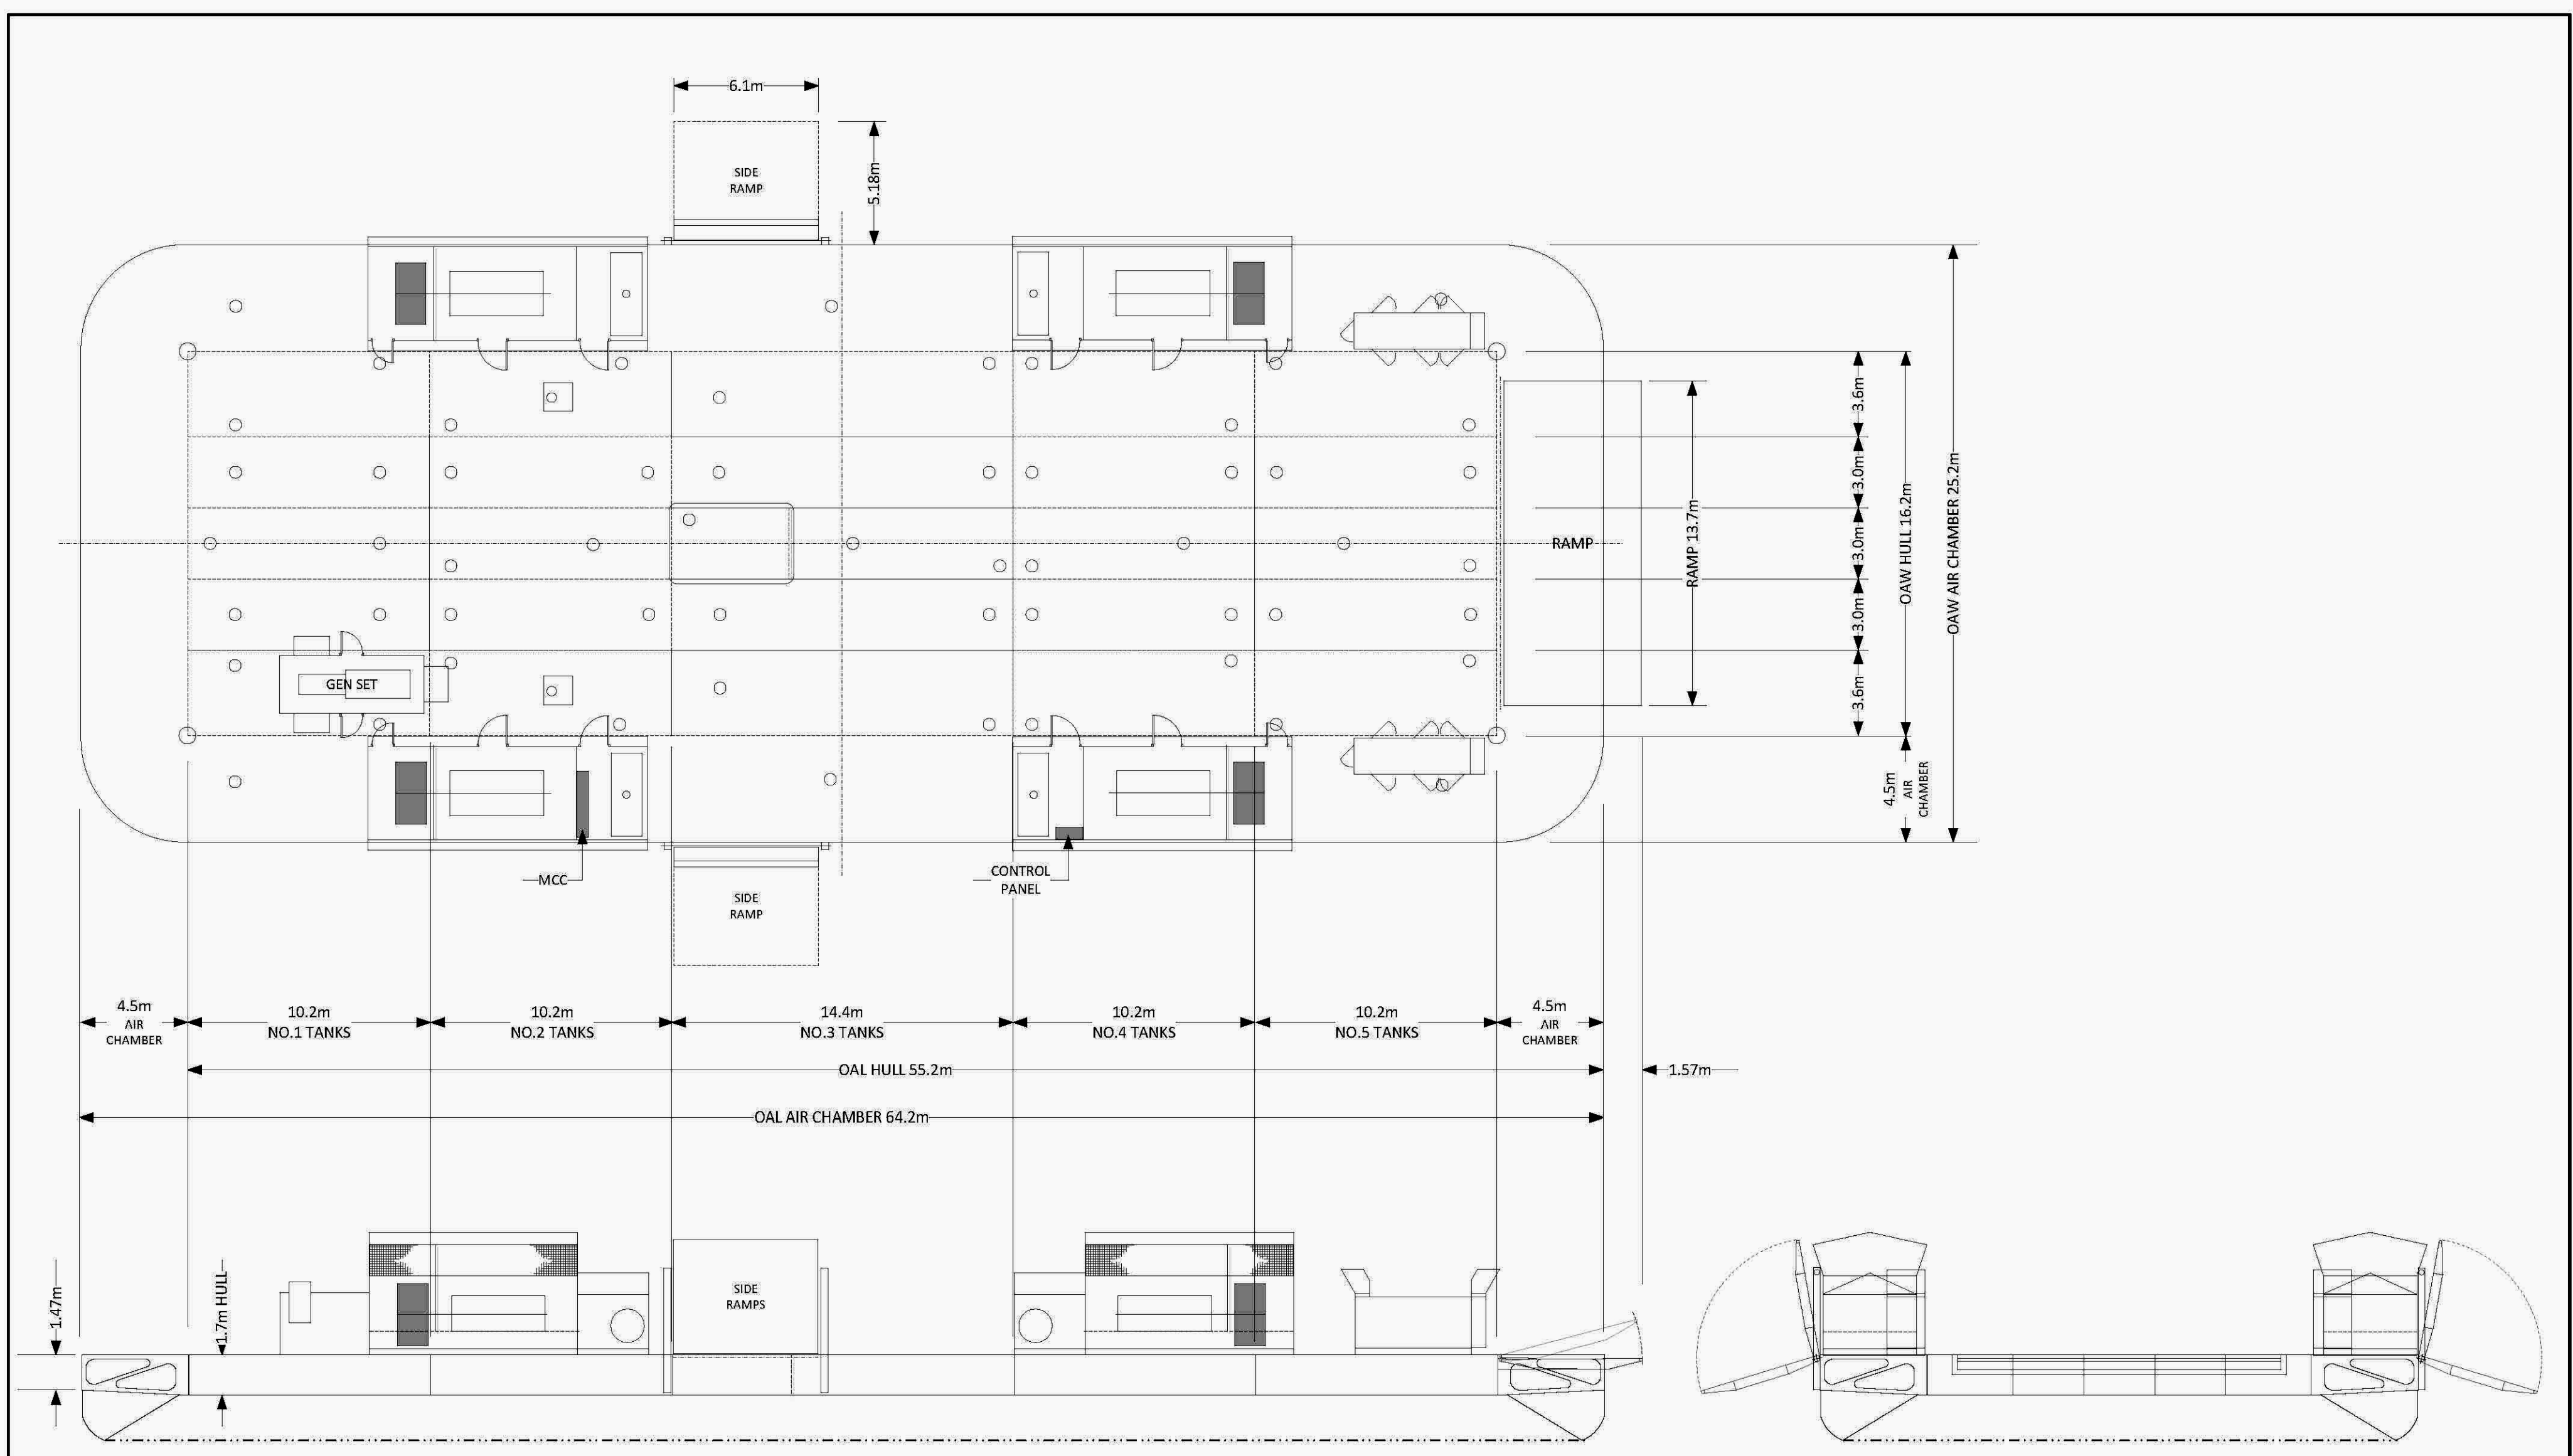 6.1m
SIDE
RAMP
5.18m
3.6m
3.0m
3.0m
3.0m
3.6m
OAW HULL 16.2m
OAW AIR CHAMBER 25.2m
RAMP 13.7m
RAMP
GEN SET
4.5m
AIR
CHAMBER
MCC
CONTROL
PANEL
SIDE
RAMP
4.5m
AIR
CHAMBER
10.2m
NO.1 TANKS
10.2m
NO.2 TANKS
14.4m
NO.3 TANKS
10.2m
NO.4 TANKS
10.2m
NO.5 TANKS
4.5m
AIR
CHAMBER
OAL HULL 55.2m
1.57m
OAL AIR CHAMBER 64.2m
1.47m
1.7m HULL
SIDE
RAMPS